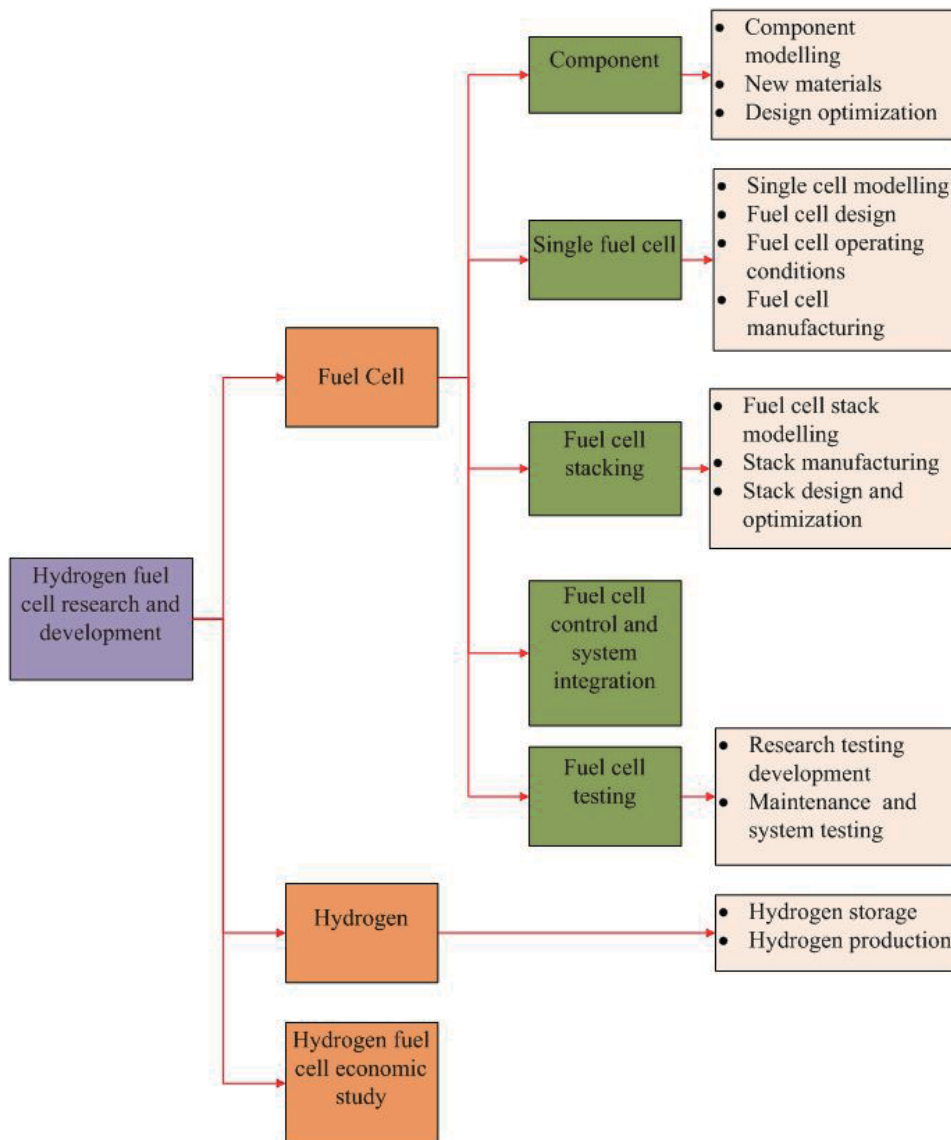 Component
• Component
modelling
• New materials
• Design optimization
Single fuel cell
• Single cell modelling
• Fuel cell design
• Fuel cell operating
conditions
• Fuel cell
manufacturing
Fuel Cell
Fuel cell
stacking
• Fuel cell stack
modelling
• Stack manufacturing
• Stack design and
optimization
Hydrogen fuel
cell research and
development
Fuel cell
control and
system
integration
Fuel cell
testing
• Research testing
development
• Maintenance and
system testing
Hydrogen
• Hydrogen storage
• Hydrogen production
Hydrogen fuel
cell economic
study